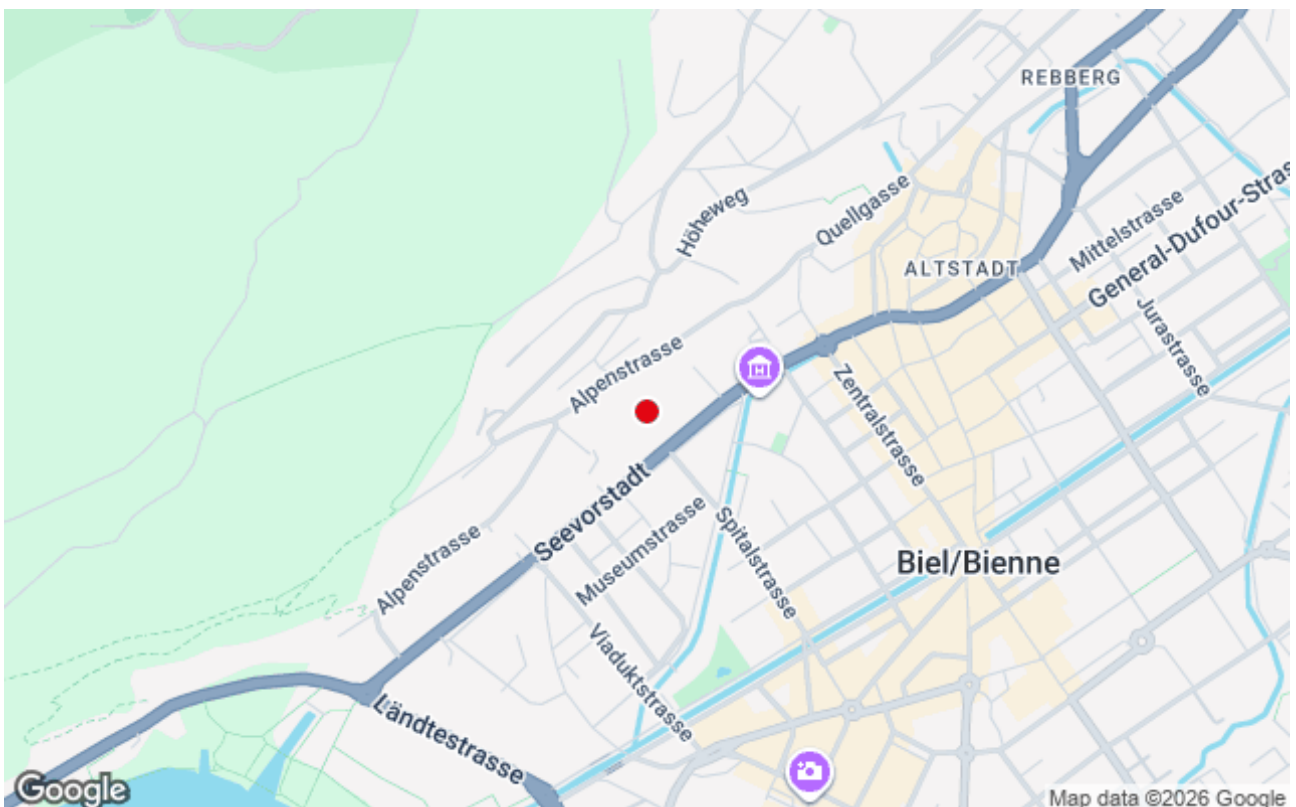 REBBERG
Höheweg
Quellgasse
Mittelstrasse
General-Dufour-Stras
ALTSTADT
Jurastrasse
Alpenstrasse
Zentralstrasse
Seevorstadt
Museumstrasse
Spitalstrasse
Biel/Bienne
Alpenstrasse
Viaduktstrasse
Ländtestrasse
Google
Map data ©2026 Google